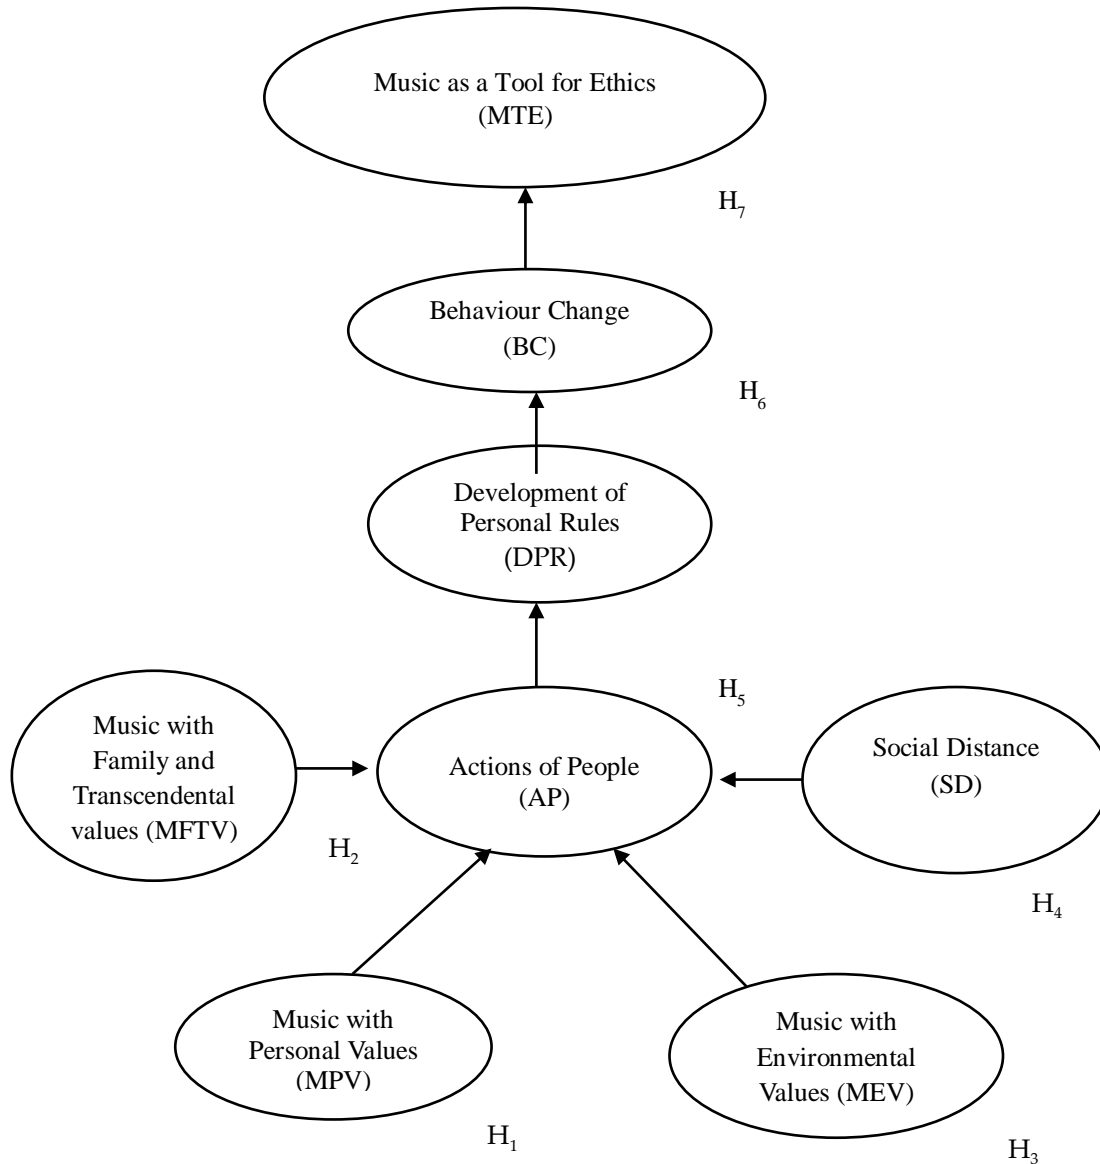 Music as a Tool for Ethics
(MTE)
H₇
Behaviour Change
(BC)
H₆
Development of
Personal Rules
(DPR)
H₅
Music with
Family and
Transcendental
values (MFTV)
H₂
Actions of People
(AP)
Social Distance
(SD)
H₄
Music with
Personal Values
(MPV)
H₁
Music with
Environmental
Values (MEV)
H₃